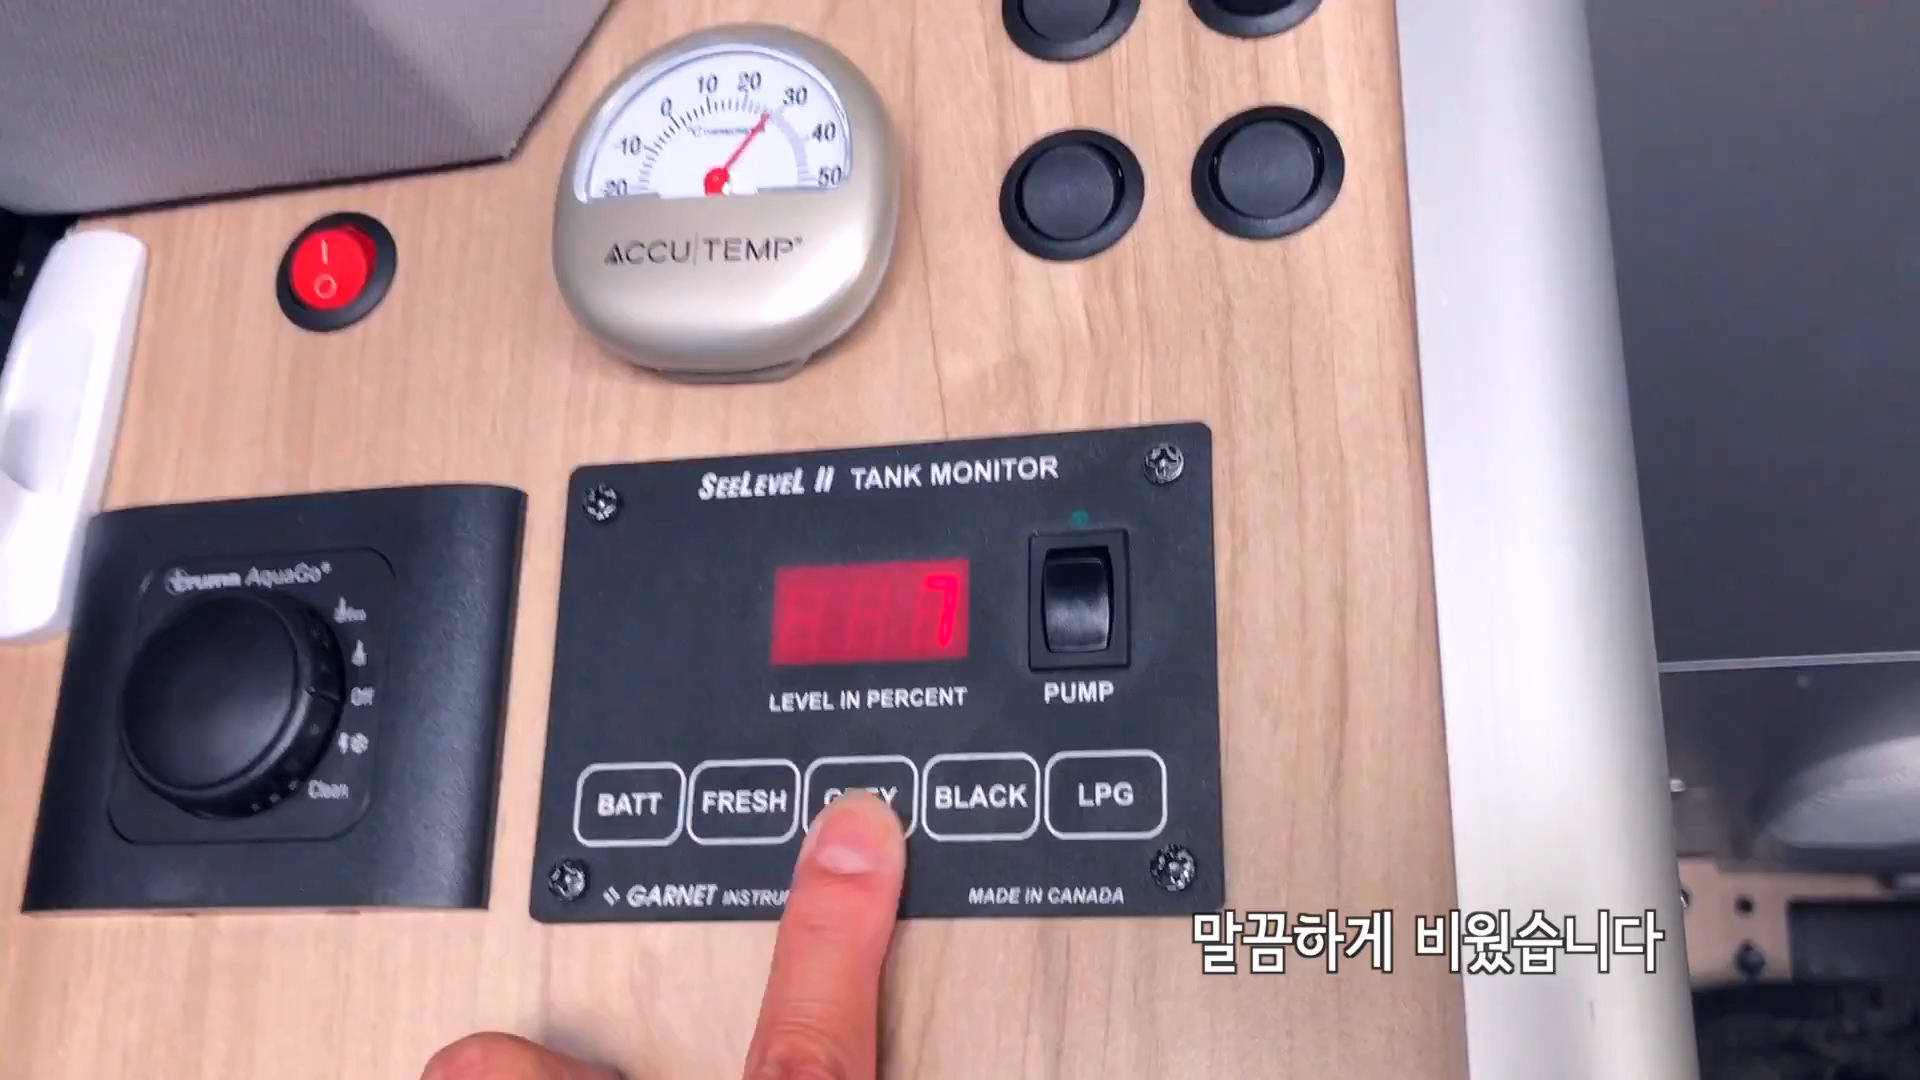 -20 -10 0 10 20 30 40 50
°C
ACCU|TEMP®
I
O
SEELEVEL II TANK MONITOR
7
LEVEL IN PERCENT
PUMP
BATT FRESH GREY BLACK LPG
GARNET
MADE IN CANADA
truma AquaGo®
Off
Clean
말끔하게 비웠습니다